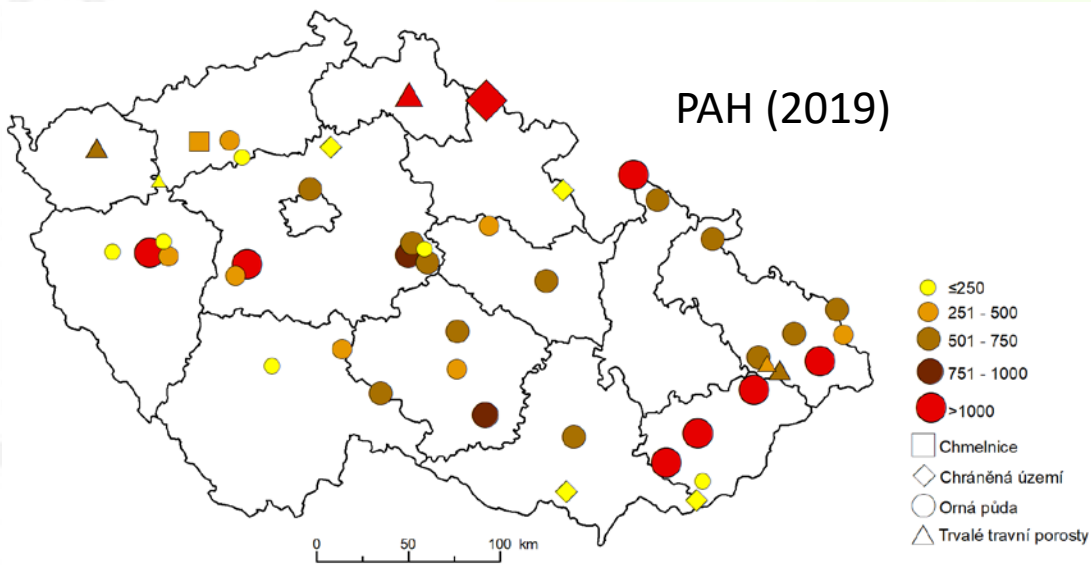 PAH (2019)
≤250
251 - 500
501 - 750
751 - 1000
>1000
Chmelnice
Chráněná území
Orná půda
Trvalé travní porosty
0 50 100 km